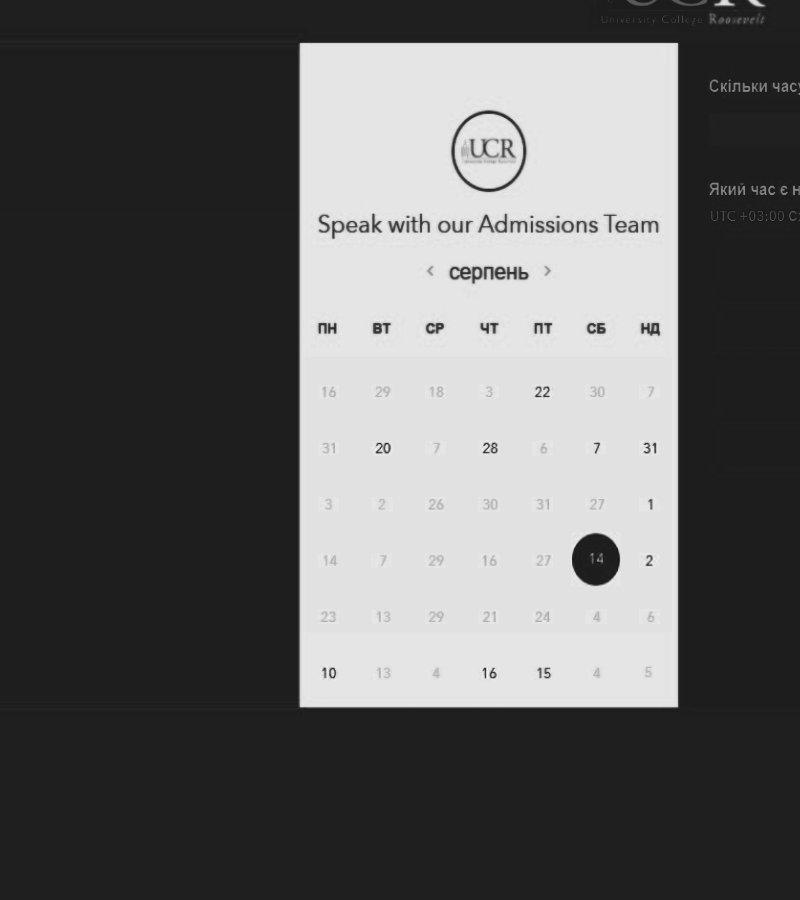 UCR
University College Roosevelt
Скільки часу
UCR
Speak with our Admissions Team
Який час є н
UTC +03:00 С
< серпень >
ПН ВТ СР ЧТ ПТ СБ НД
16 29 18 3 22 30 7
31 20 7 28 6 7 31
3 2 26 30 31 27 1
14 7 29 16 27 14 2
23 13 29 21 24 4 6
10 13 4 16 15 4 5